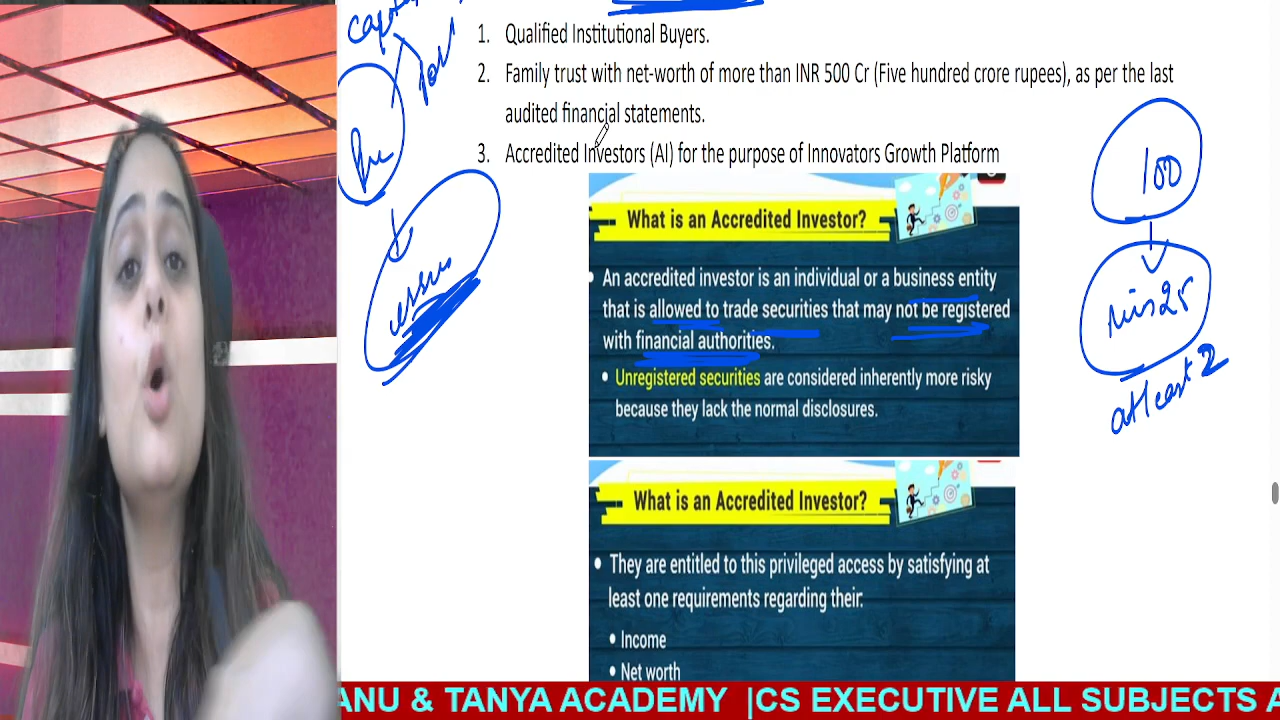 1. Qualified Institutional Buyers.
2. Family trust with net-worth of more than INR 500 Cr (Five hundred crore rupees), as per the last
audited financial statements.
3. Accredited Investors (AI) for the purpose of Innovators Growth Platform
What is an Accredited Investor?
An accredited investor is an individual or a business entity
that is allowed to trade securities that may not be registered
with financial authorities.
• Unregistered securities are considered inherently more risky
because they lack the normal disclosures.
What is an Accredited Investor?
• They are entitled to this privileged access by satisfying at
least one requirements regarding their:
• Income
• Net worth
100
min 25
atleast 2
ANU & TANYA ACADEMY |CS EXECUTIVE ALL SUBJECTS A